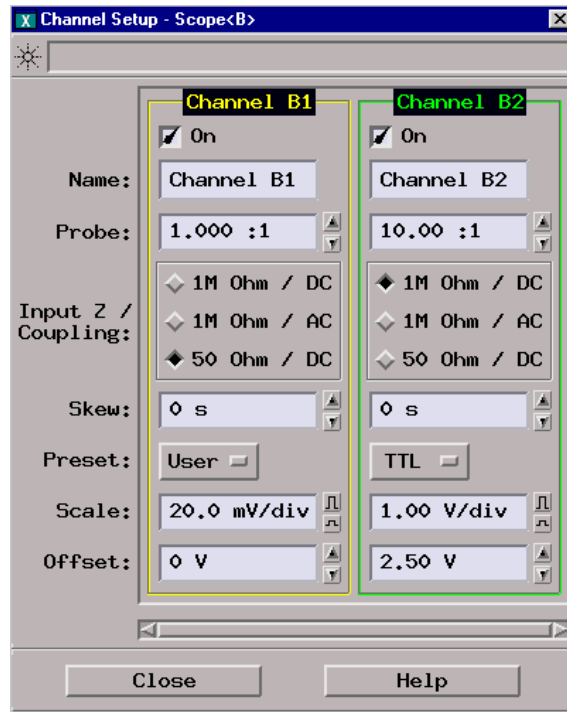 X Channel Setup - Scope<B>
Channel B1 Channel B2
On On
Name: Channel B1 Channel B2
Probe: 1.000 :1 10.00 :1
1M Ohm / DC 1M Ohm / DC
Input Z / 1M Ohm / AC 1M Ohm / AC
Coupling:
50 Ohm / DC 50 Ohm / DC
Skew: 0 s 0 s
Preset: User TTL
Scale: 20.0 mV/div 1.00 V/div
Offset: 0 V 2.50 V
Close Help